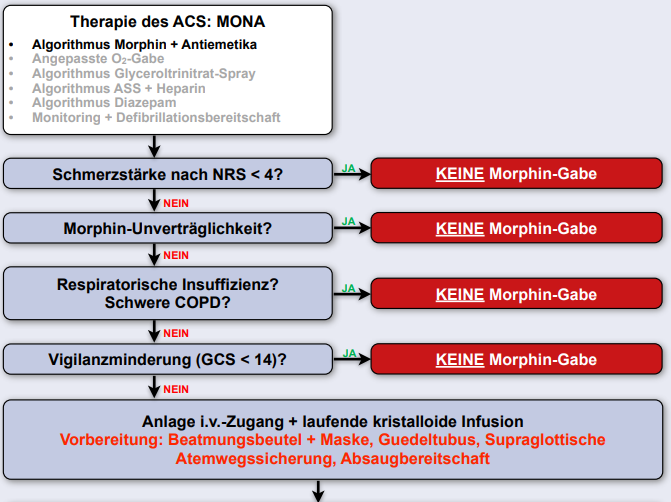 Therapie des ACS: MONA
• Algorithmus Morphin + Antiemetika
• Angepasste O₂-Gabe
• Algorithmus Glyceroltrinitrat-Spray
• Algorithmus ASS + Heparin
• Algorithmus Diazepam
• Monitoring + Defibrillationsbereitschaft
Schmerzstärke nach NRS < 4?
JA
KEINE Morphin-Gabe
NEIN
Morphin-Unverträglichkeit?
JA
KEINE Morphin-Gabe
NEIN
Respiratorische Insuffizienz?
Schwere COPD?
JA
KEINE Morphin-Gabe
NEIN
Vigilanzminderung (GCS < 14)?
JA
KEINE Morphin-Gabe
NEIN
Anlage i.v.-Zugang + laufende kristalloide Infusion
Vorbereitung: Beatmungsbeutel + Maske, Guedeltubus, Supraglottische
Atemwegssicherung, Absaugbereitschaft